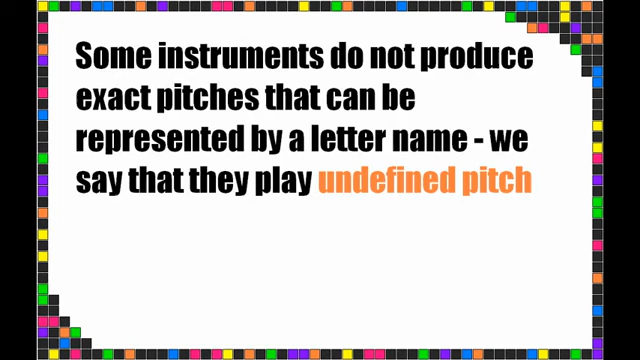 Some instruments do not produce
exact pitches that can be
represented by a letter name - we
say that they play undefined pitch